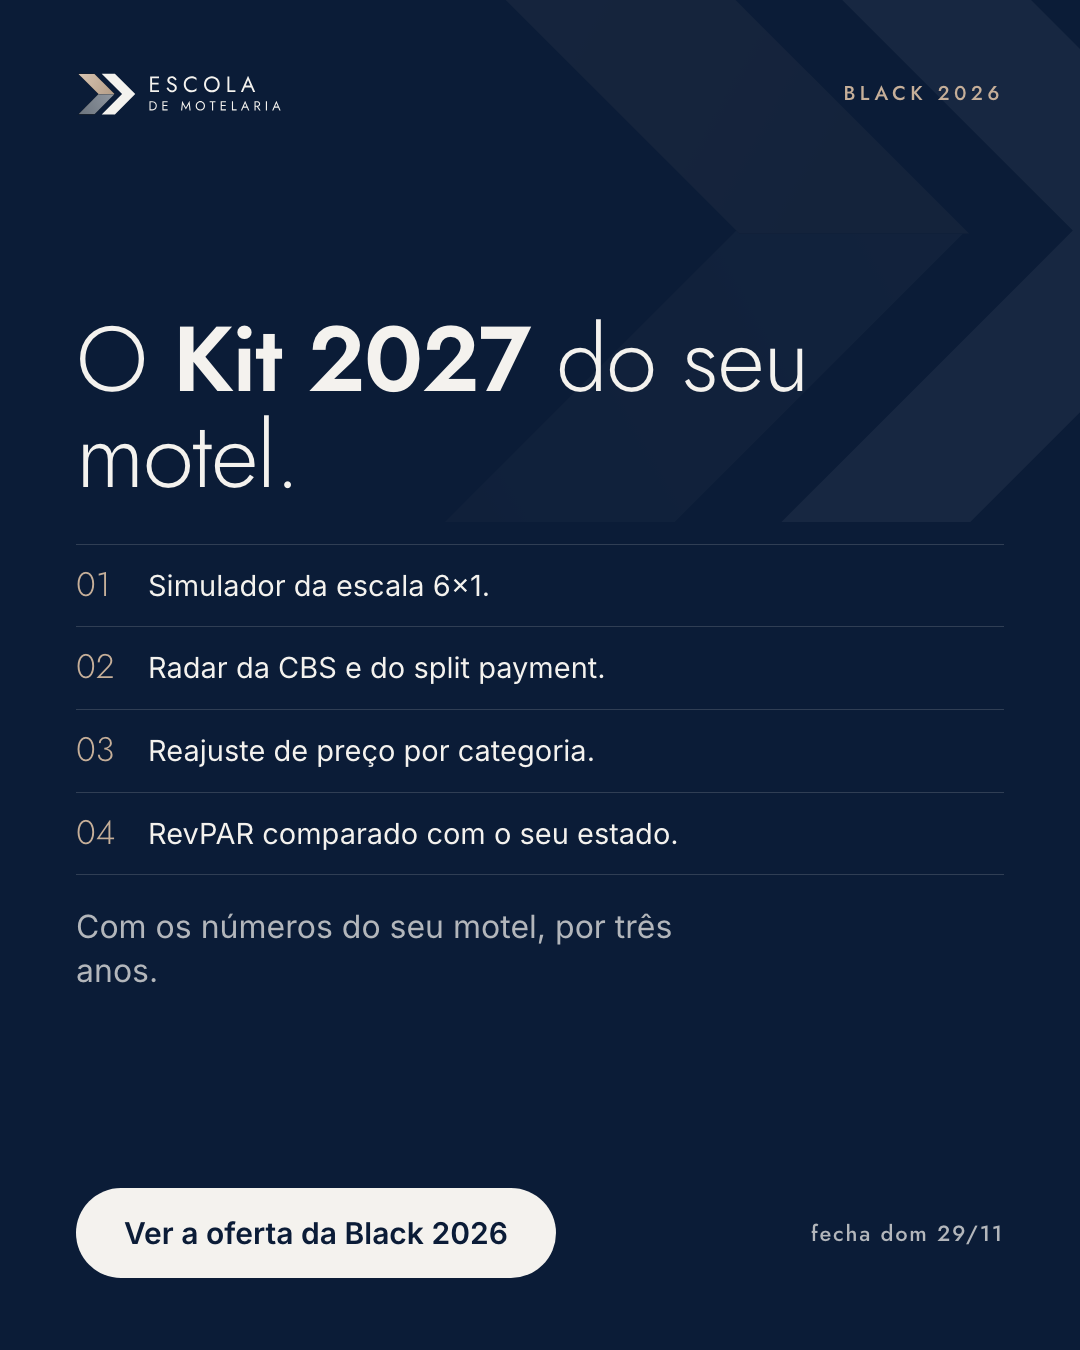 ESCOLA
DE MOTELARIA
BLACK 2026
O Kit 2027 do seu
motel.
01 Simulador da escala 6×1.
02 Radar da CBS e do split payment.
03 Reajuste de preço por categoria.
04 RevPAR comparado com o seu estado.
Com os números do seu motel, por três
anos.
Ver a oferta da Black 2026
fecha dom 29/11